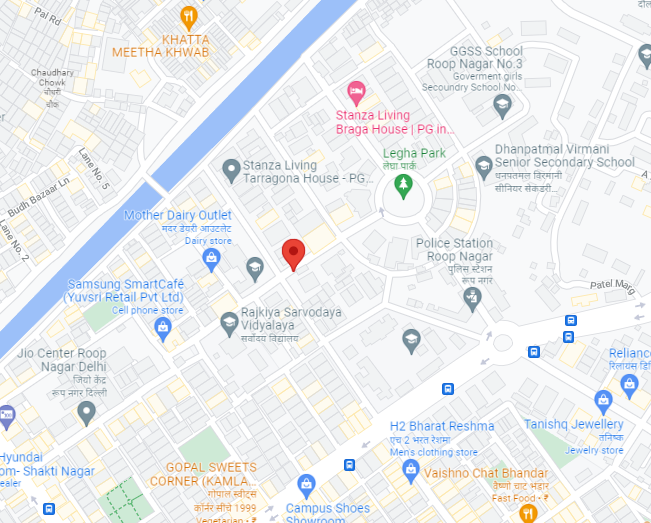 Pal Rd
KHATTA
MEETHA KHWAB
Chaudhary
Chowk
चौधरी
चौक
GGSS School
Roop Nagar No.3
Goverment girls
Secoundry School No...
Stanza Living
Braga House | PG in...
Legha Park
लेघा पार्क
Dhanpatmal Virmani
Senior Secondary School
धनपतमल विरमानी
सीनियर सेकेंडरी...
Lane No. 5
Stanza Living
Tarragona House - PG...
Budh Bazaar Ln
Lane No. 2
Mother Dairy Outlet
मदर डेयरी आउटलेट
Dairy store
Police Station
Roop Nagar
पुलिस स्टेशन
रूप नगर
Samsung SmartCafé
(Yuvsri Retail Pvt Ltd)
Cell phone store
Patel Marg
Rajkiya Sarvodaya
Vidyalaya
सर्वोदय विद्यालय
Jio Center Roop
Nagar Delhi
जियो केंद्र
रूप नगर दिल्ली
Relianc
रिलायंस डि
Tanishq Jewellery
तनिष्क
Jewelry store
H2 Bharat Reshma
एच 2 भरत रेशमा
Men's clothing store
Hyundai
om- Shakti Nagar
ealer
GOPAL SWEETS
CORNER (KAMLA...
गोपाल स्वीट्स
कॉर्नर सीचे 1999
Vegetarian • ₹
Vaishno Chat Bhandar
वैष्णो चाट भंडार
Fast Food • ₹
Campus Shoes
Showroom